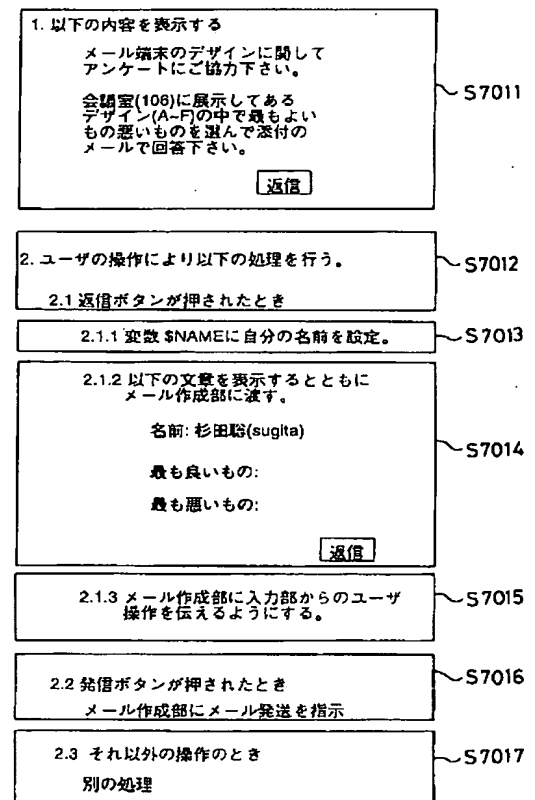 1. 以下の内容を表示する
メール端末のデザインに関して
アンケートにご協力下さい。
会議室(106)に展示してある
デザイン(A~F)の中で最もよい
もの悪いものを選んで添付の
メールで回答下さい。
返信
S7011
2. ユーザの操作により以下の処理を行う。
2.1 返信ボタンが押されたとき
S7012
2.1.1 変数 $NAMEに自分の名前を設定。
S7013
2.1.2 以下の文章を表示するとともに
メール作成部に渡す。
名前: 杉田聡(sugita)
最も良いもの:
最も悪いもの:
返信
S7014
2.1.3 メール作成部に入力部からのユーザ
操作を伝えるようにする。
S7015
2.2 発信ボタンが押されたとき
メール作成部にメール発送を指示
S7016
2.3 それ以外の操作のとき
別の処理
S7017